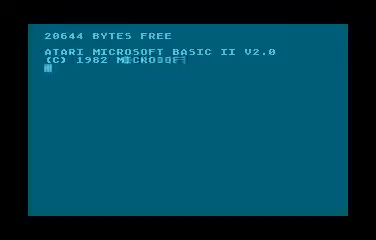 20644 BYTES FREE
ATARI MICROSOFT BASIC II V2.0
(C) 1982 MICROSOFT